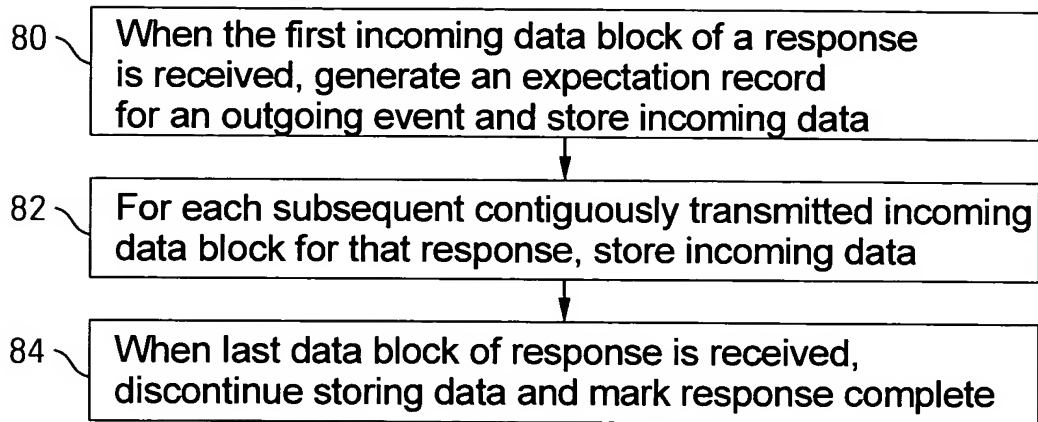 80
When the first incoming data block of a response
is received, generate an expectation record
for an outgoing event and store incoming data
82
For each subsequent contiguously transmitted incoming
data block for that response, store incoming data
84
When last data block of response is received,
discontinue storing data and mark response complete